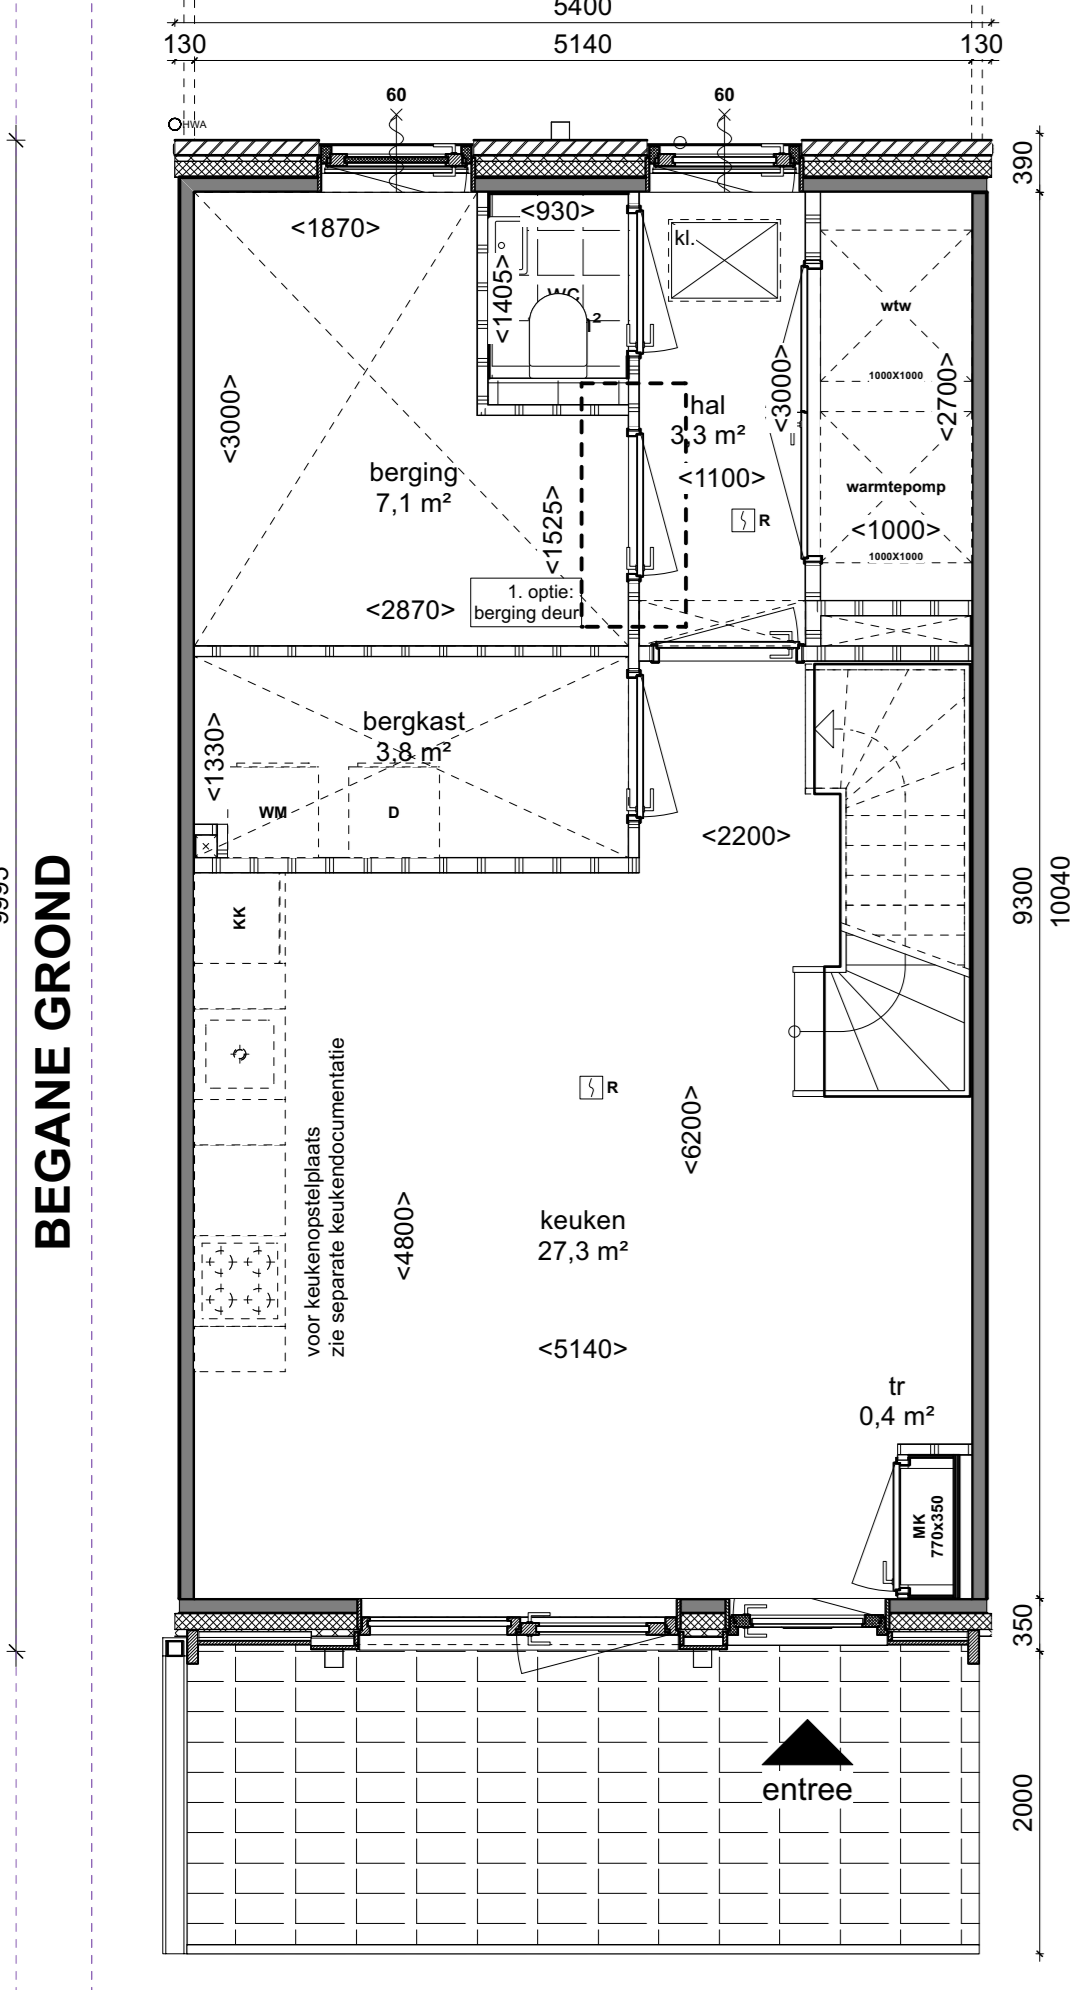 5400
130
5140
130
60
60
HWA
390
<1870>
<930>
kl.
<1405>
WC
wtw
1000X1000
<3000>
<3000>
<2700>
hal
3,3 m²
<1100>
warmtepomp
<1000>
1000X1000
R
berging
7,1 m²
<1525>
<2870>
1. optie:
berging deur
bergkast
3,8 m²
<1330>
WM
D
<2200>
KK
9300
10040
9995
BEGANE GROND
R
voor keukenopstelplaats
zie separate keukendocumentatie
<6200>
<4800>
keuken
27,3 m²
<5140>
tr
0,4 m²
MK
770x350
350
entree
2000